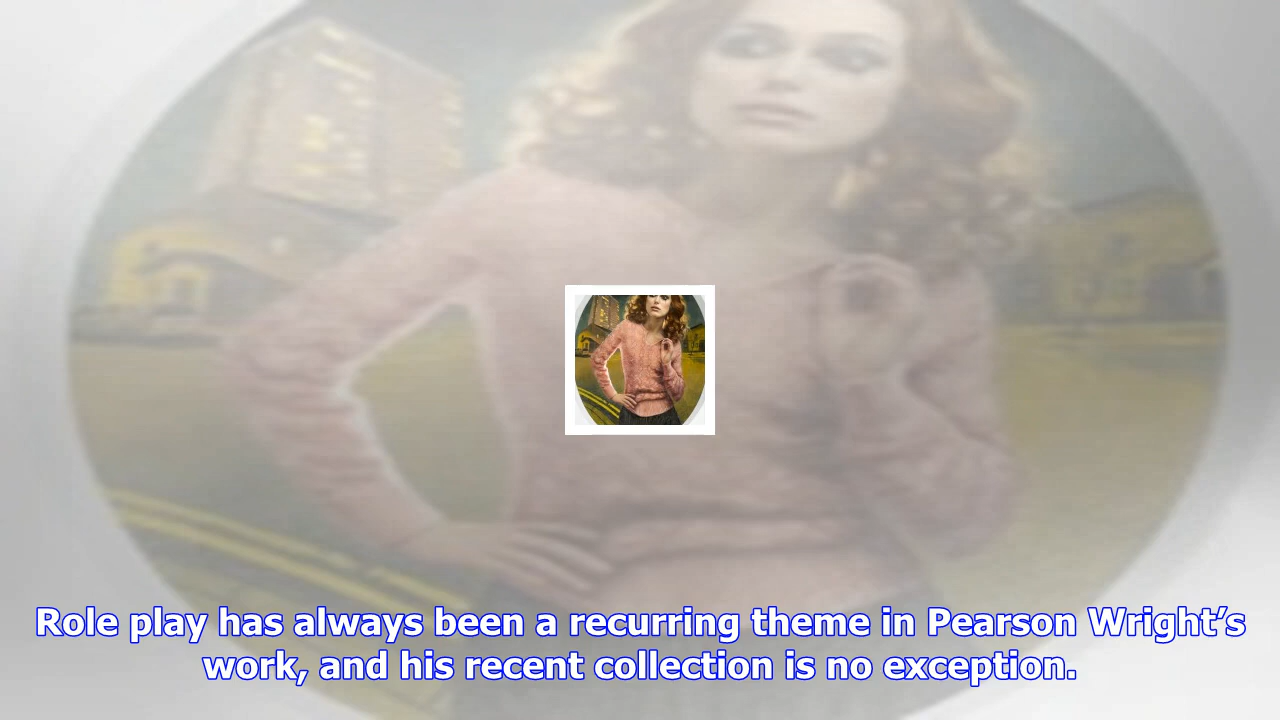 Role play has always been a recurring theme in Pearson Wright’s
work, and his recent collection is no exception.